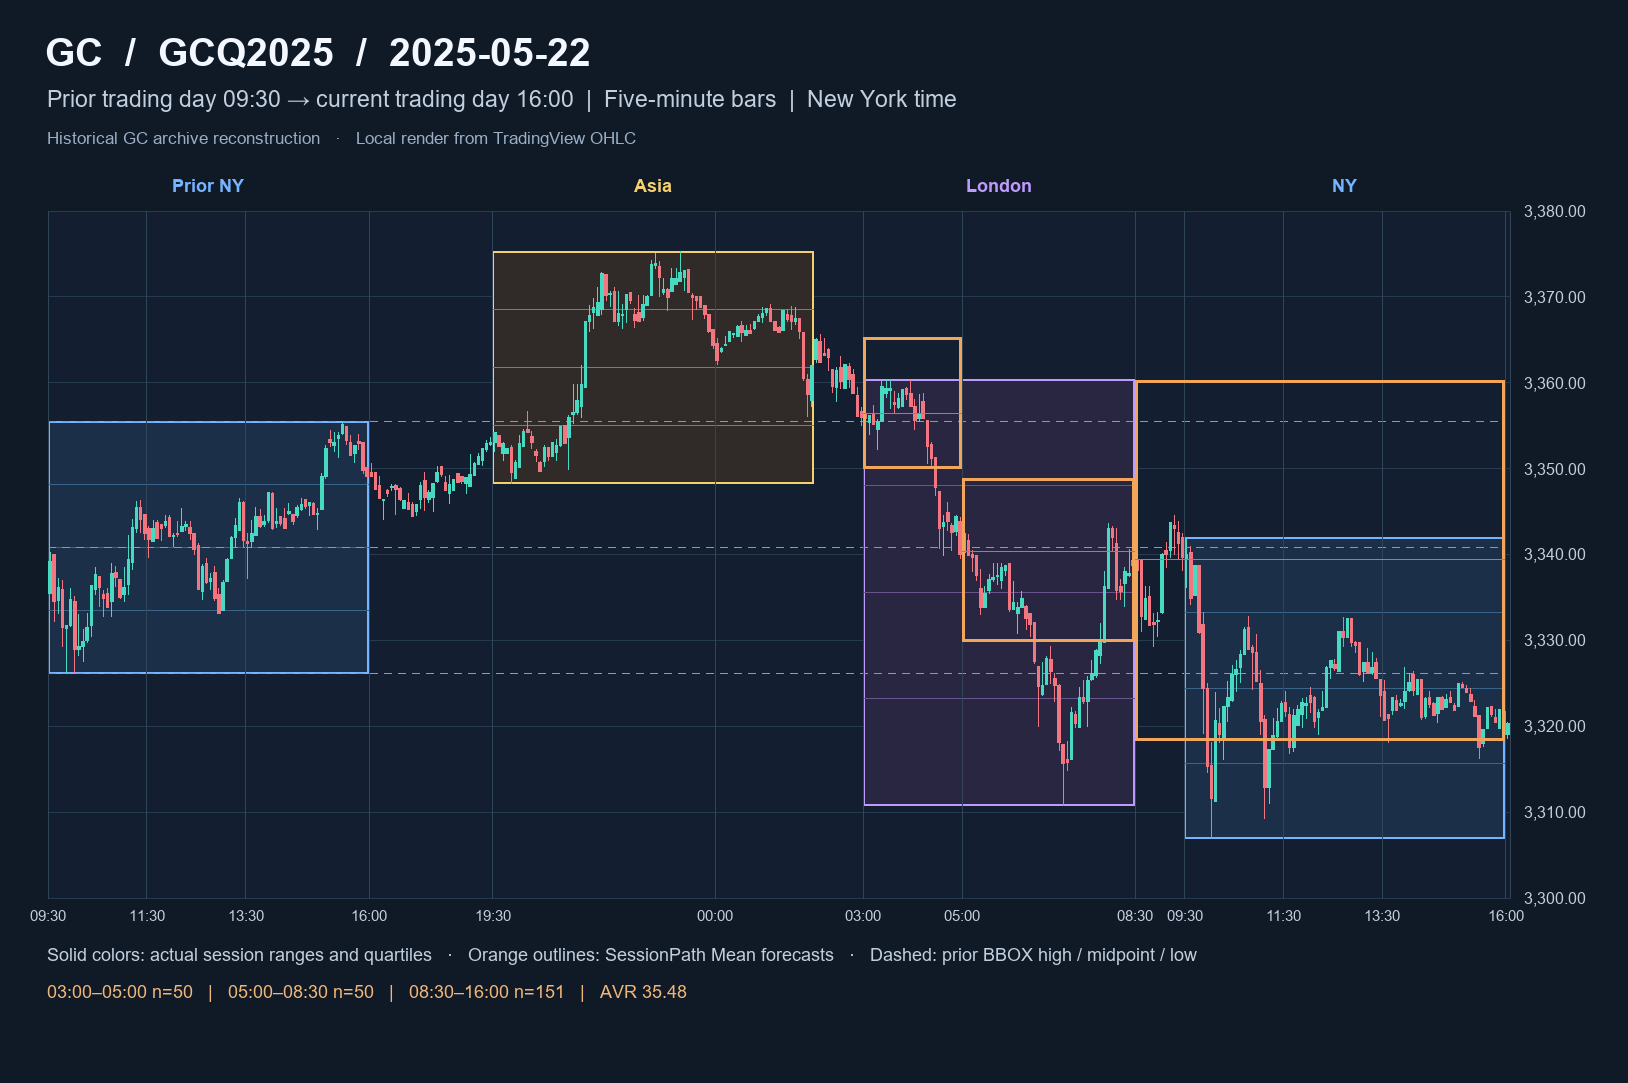 GC / GCQ2025 / 2025-05-22
Prior trading day 09:30 → current trading day 16:00 | Five-minute bars | New York time
Historical GC archive reconstruction · Local render from TradingView OHLC
Prior NY
Asia
London
NY
3,380.00
3,370.00
3,360.00
3,350.00
3,340.00
3,330.00
3,320.00
3,310.00
3,300.00
09:30 11:30 13:30 16:00 19:30 00:00 03:00 05:00 08:30 09:30 11:30 13:30 16:00
Solid colors: actual session ranges and quartiles · Orange outlines: SessionPath Mean forecasts · Dashed: prior BBOX high / midpoint / low
03:00–05:00 n=50 | 05:00–08:30 n=50 | 08:30–16:00 n=151 | AVR 35.48